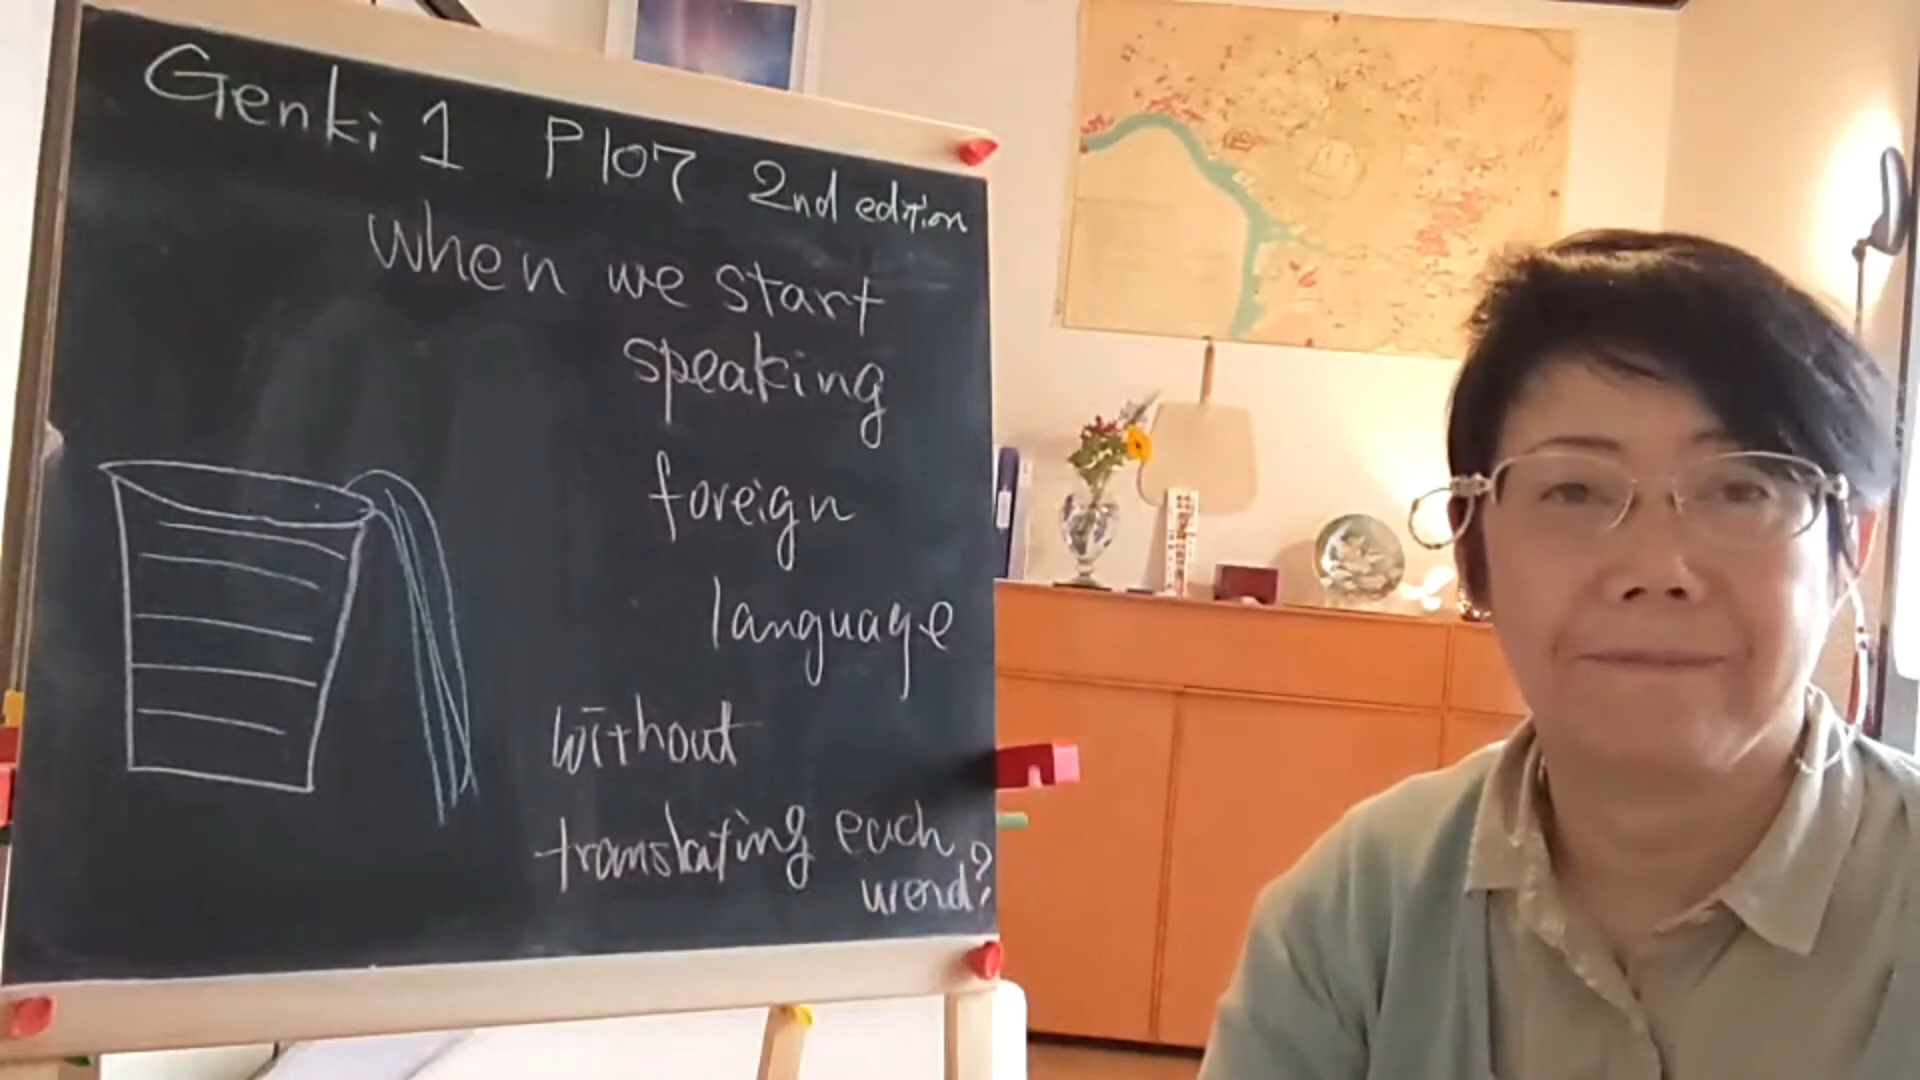 Genki 1 P107 2nd edition
when we start
speaking
foreign
language
without
translating each
word?